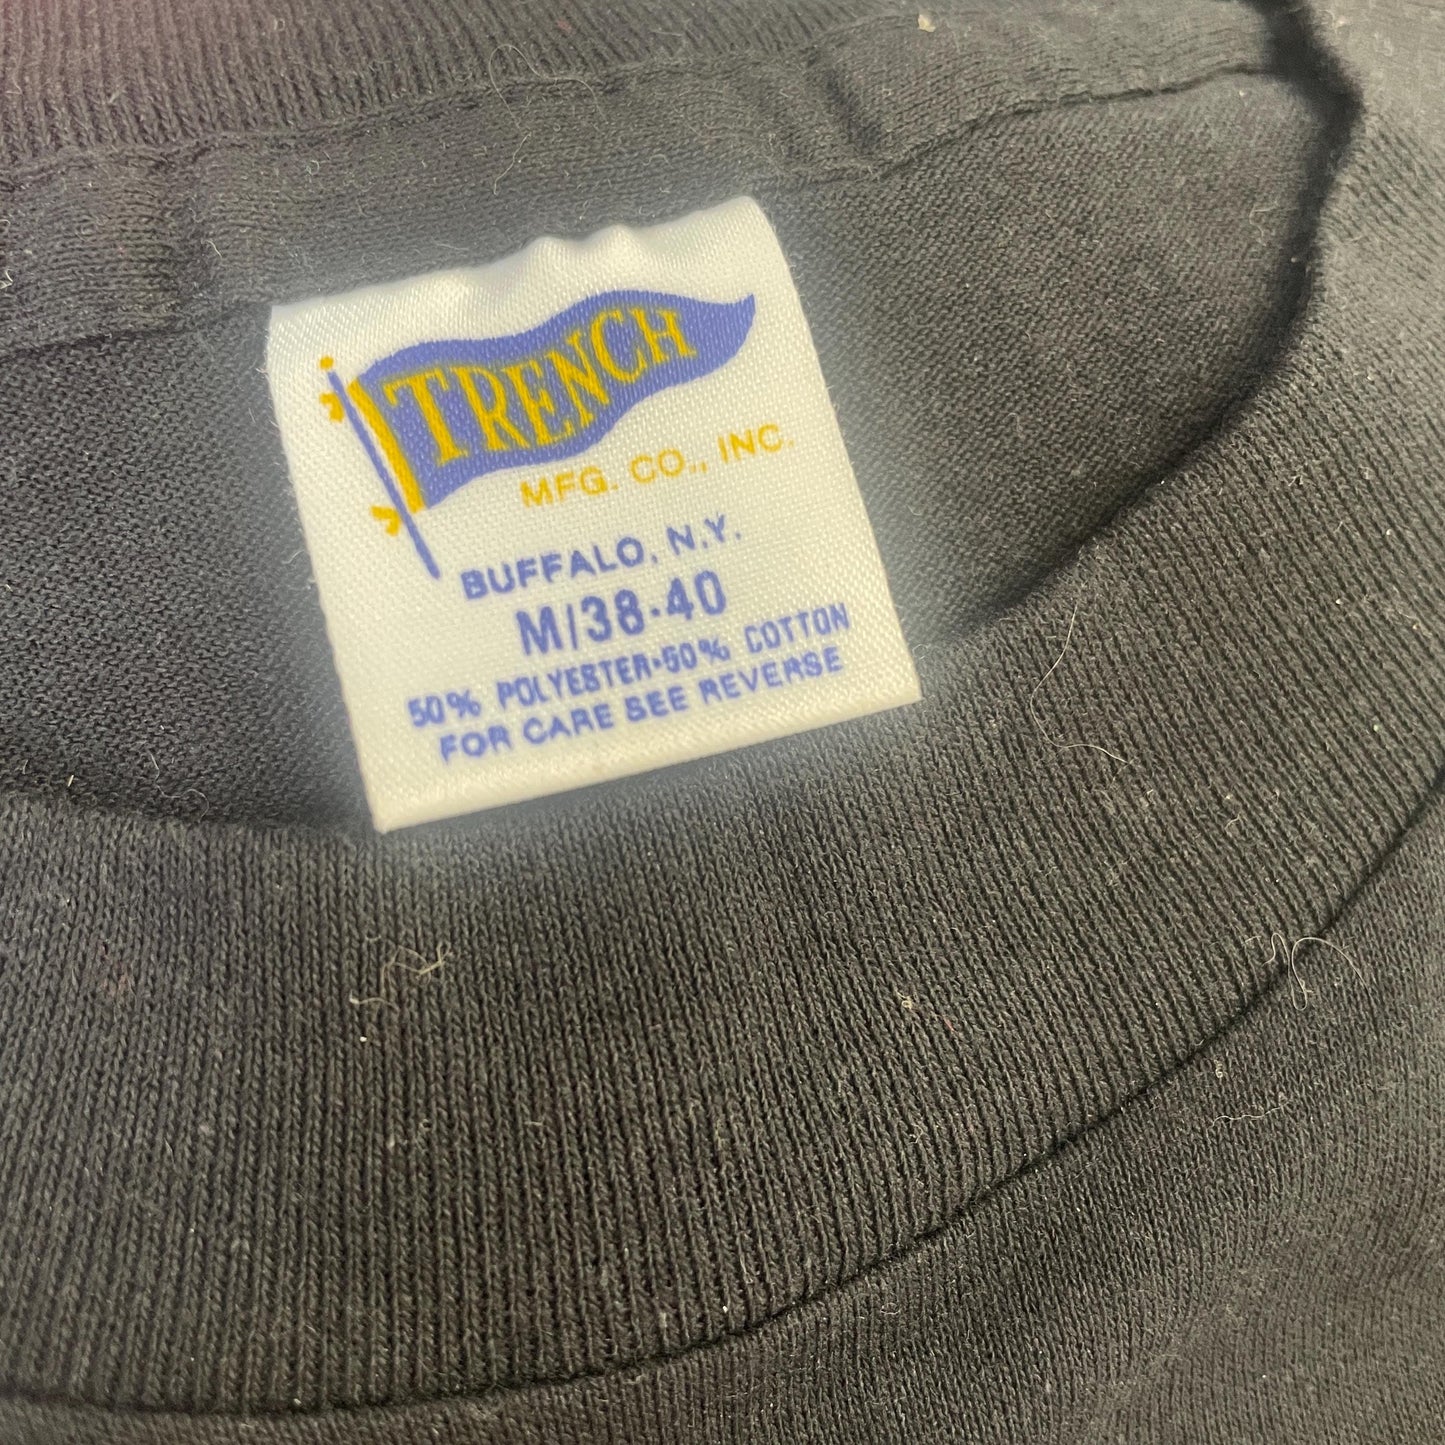 TRENCH
MFG. CO., INC.
BUFFALO, N.Y.
M/38-40
50% POLYESTER•50% COTTON
FOR CARE SEE REVERSE